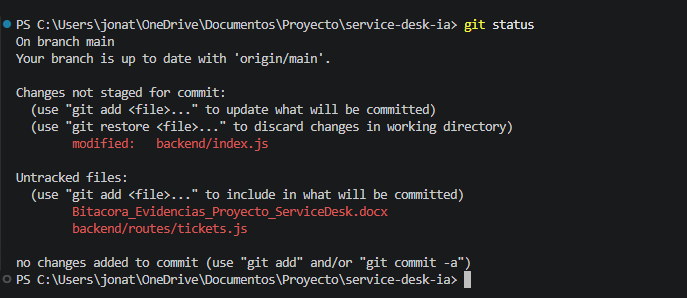 PS C:\Users\jonat\OneDrive\Documentos\Proyecto\service-desk-ia> git status
On branch main
Your branch is up to date with 'origin/main'.
Changes not staged for commit:
  (use "git add <file>..." to update what will be committed)
  (use "git restore <file>..." to discard changes in working directory)
        modified:   backend/index.js
Untracked files:
  (use "git add <file>..." to include in what will be committed)
        Bitacora_Evidencias_Proyecto_ServiceDesk.docx
        backend/routes/tickets.js
no changes added to commit (use "git add" and/or "git commit -a")
PS C:\Users\jonat\OneDrive\Documentos\Proyecto\service-desk-ia>